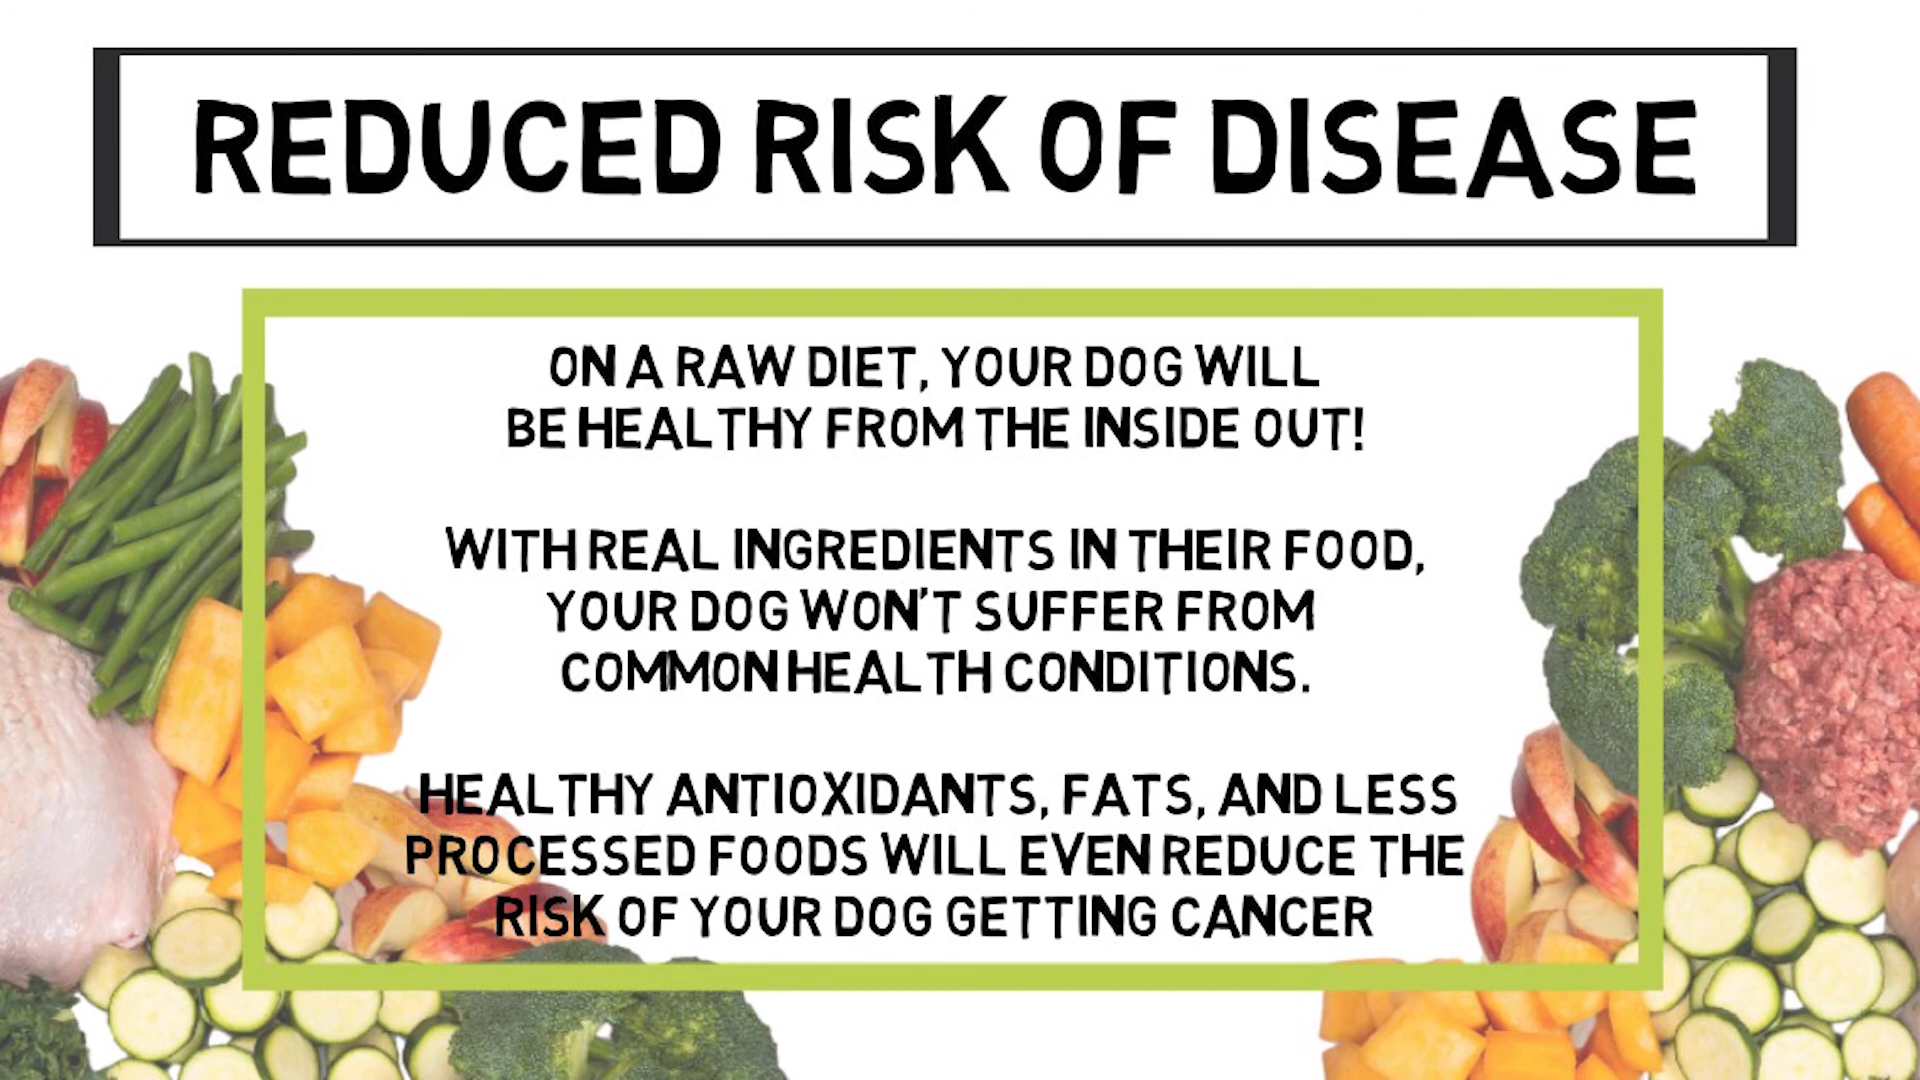 REDUCED RISK OF DISEASE
ON A RAW DIET, YOUR DOG WILL
BE HEALTHY FROM THE INSIDE OUT!
WITH REAL INGREDIENTS IN THEIR FOOD,
YOUR DOG WON'T SUFFER FROM
COMMON HEALTH CONDITIONS.
HEALTHY ANTIOXIDANTS, FATS, AND LESS
PROCESSED FOODS WILL EVEN REDUCE THE
RISK OF YOUR DOG GETTING CANCER